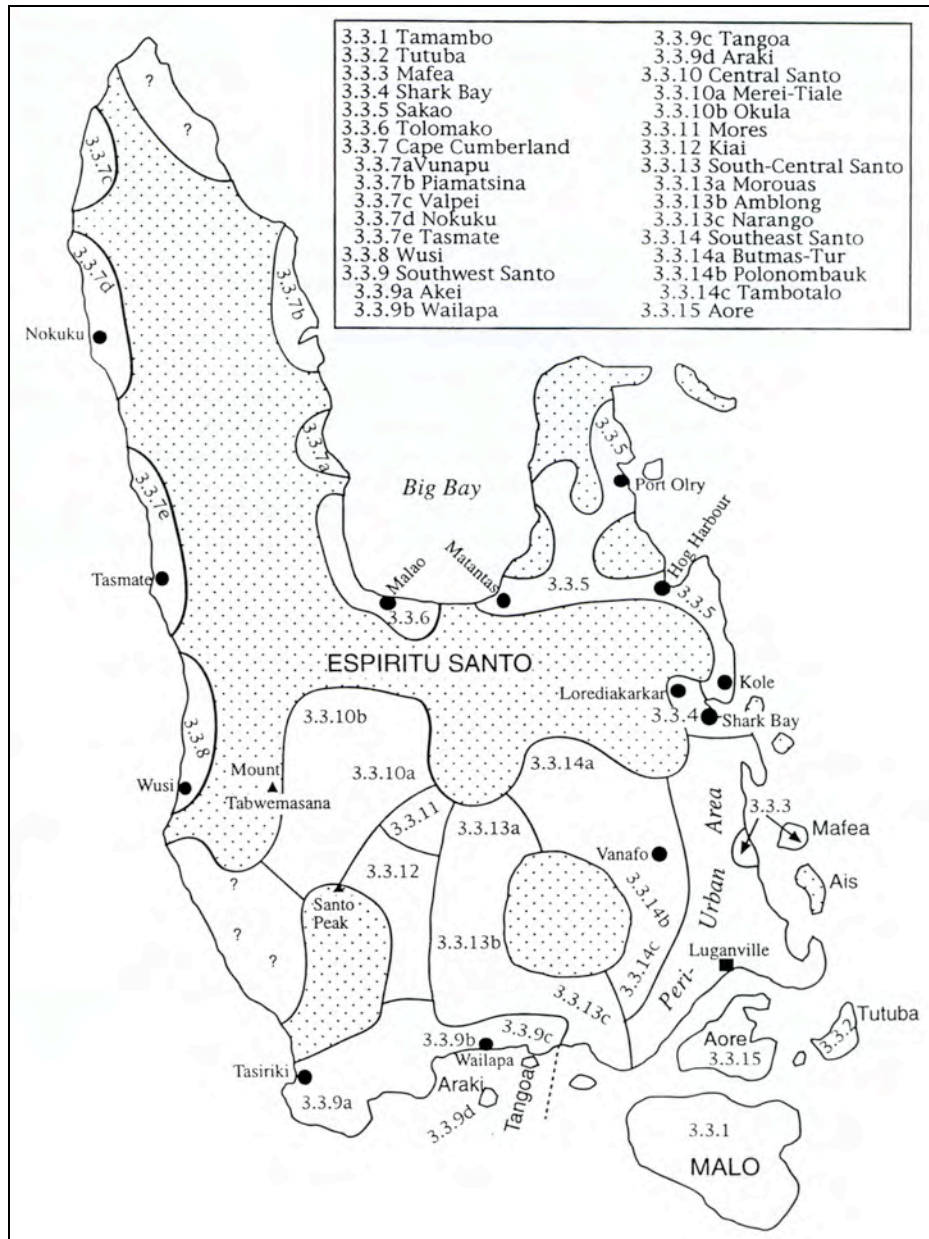 3.3.1 Tamambo
3.3.2 Tutuba
3.3.3 Mafea
3.3.4 Shark Bay
3.3.5 Sakao
3.3.6 Tolomako
3.3.7 Cape Cumberland
3.3.7aVunapu
3.3.7b Piamatsina
3.3.7c Valpei
3.3.7d Nokuku
3.3.7e Tasmate
3.3.8 Wusi
3.3.9 Southwest Santo
3.3.9a Akei
3.3.9b Wailapa
3.3.9c Tangoa
3.3.9d Araki
3.3.10 Central Santo
3.3.10a Merei-Tiale
3.3.10b Okula
3.3.11 Mores
3.3.12 Kiai
3.3.13 South-Central Santo
3.3.13a Morouas
3.3.13b Amblong
3.3.13c Narango
3.3.14 Southeast Santo
3.3.14a Butmas-Tur
3.3.14b Polonombauk
3.3.14c Tambotalo
3.3.15 Aore
?
?
3.3.7c
3.3.7d
3.3.7b
Nokuku
3.3.7a
3.3.5
Big Bay
Port Olry
3.3.7e
Hog Harbour
Matantas
Malao
Tasmate
3.3.5
3.3.5
3.3.6
ESPIRITU SANTO
Lorediakarkar
Kole
3.3.4
Shark Bay
3.3.8
3.3.10b
3.3.14a
Mount
Tabwemasana
3.3.10a
Wusi
3.3.11
3.3.13a
3.3.3
Mafea
Vanafo
3.3.12
?
Santo
Peak
Ais
3.3.14b
Peri-
Urban
Area
?
?
3.3.13b
Luganville
3.3.14c
3.3.13c
Tutuba
3.3.2
3.3.9b
3.3.9c
Wailapa
Aore
3.3.15
Tasiriki
3.3.9a
Araki
3.3.9d
Tangoa
3.3.1
MALO